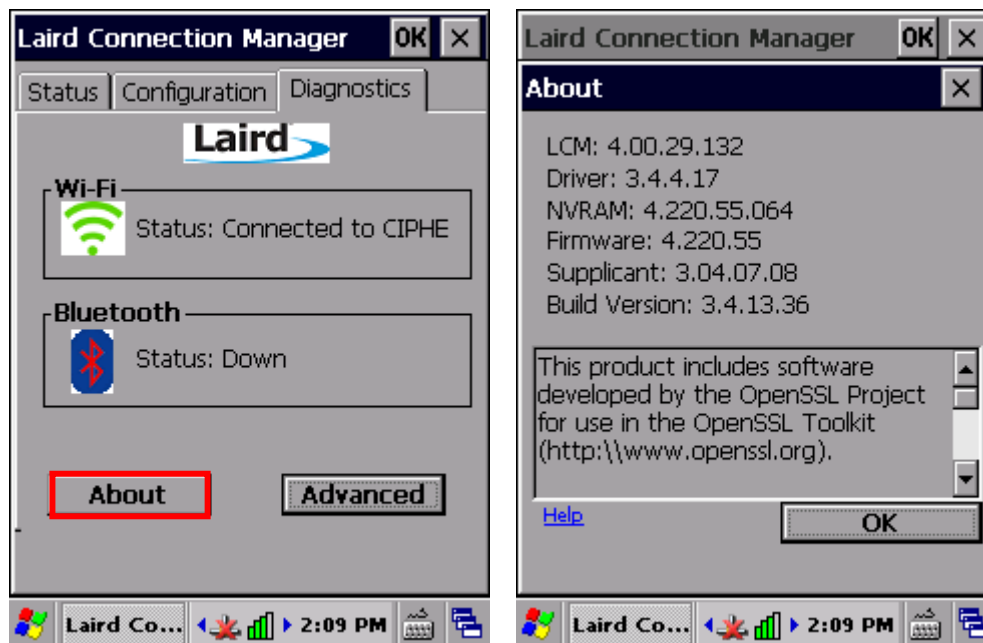 Laird Connection Manager OK
Status Configuration Diagnostics
Laird
Wi-Fi
Status: Connected to CIPHE
Bluetooth
Status: Down
About Advanced
Laird Co... 2:09 PM
Laird Connection Manager OK
About
LCM: 4.00.29.132
Driver: 3.4.4.17
NVRAM: 4.220.55.064
Firmware: 4.220.55
Supplicant: 3.04.07.08
Build Version: 3.4.13.36
This product includes software
developed by the OpenSSL Project
for use in the OpenSSL Toolkit
(http:\\www.openssl.org).
Help OK
Laird Co... 2:09 PM